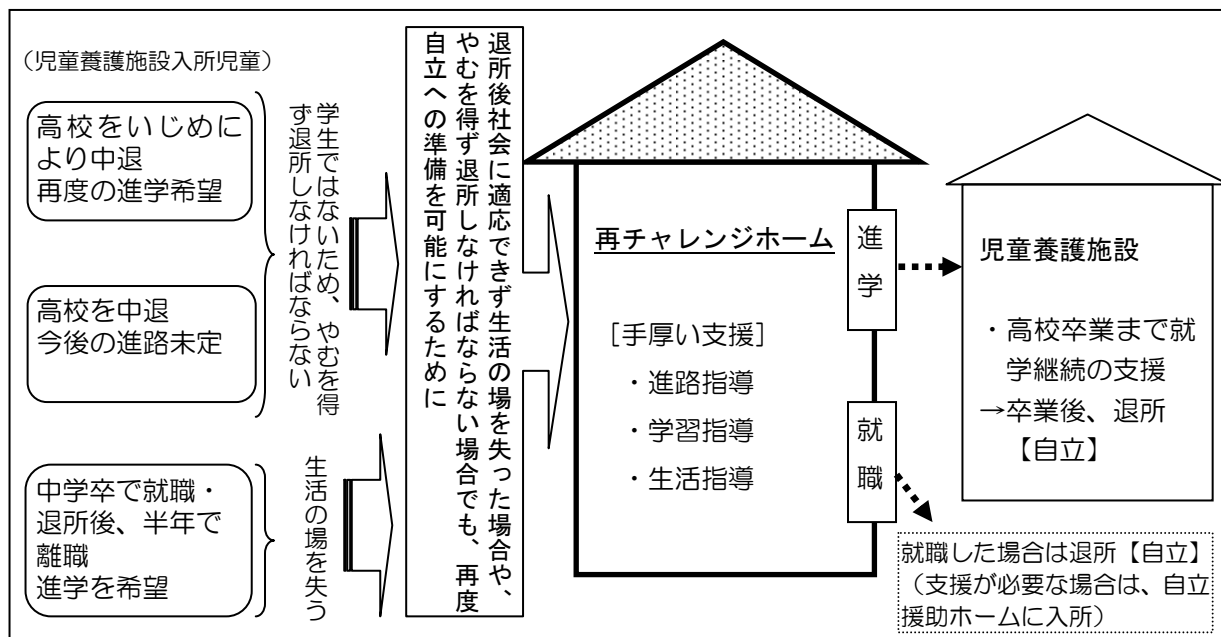 （児童養護施設入所児童）
高校をいじめに
より中退
再度の進学希望
高校を中退
今後の進路未定
中学卒で就職・
退所後、半年で
離職
進学を希望
学生ではないため、やむを得
ず退所しなければならない
生活の場を失う
退所後社会に適応できず生活の場を失った場合や、
やむを得ず退所しなければならない場合でも、再度
自立への準備を可能にするために
再チャレンジホーム
［手厚い支援］
・進路指導
・学習指導
・生活指導
進学
就職
児童養護施設
・高校卒業まで就
学継続の支援
→卒業後、退所
【自立】
就職した場合は退所【自立】
（支援が必要な場合は、自立
援助ホームに入所）